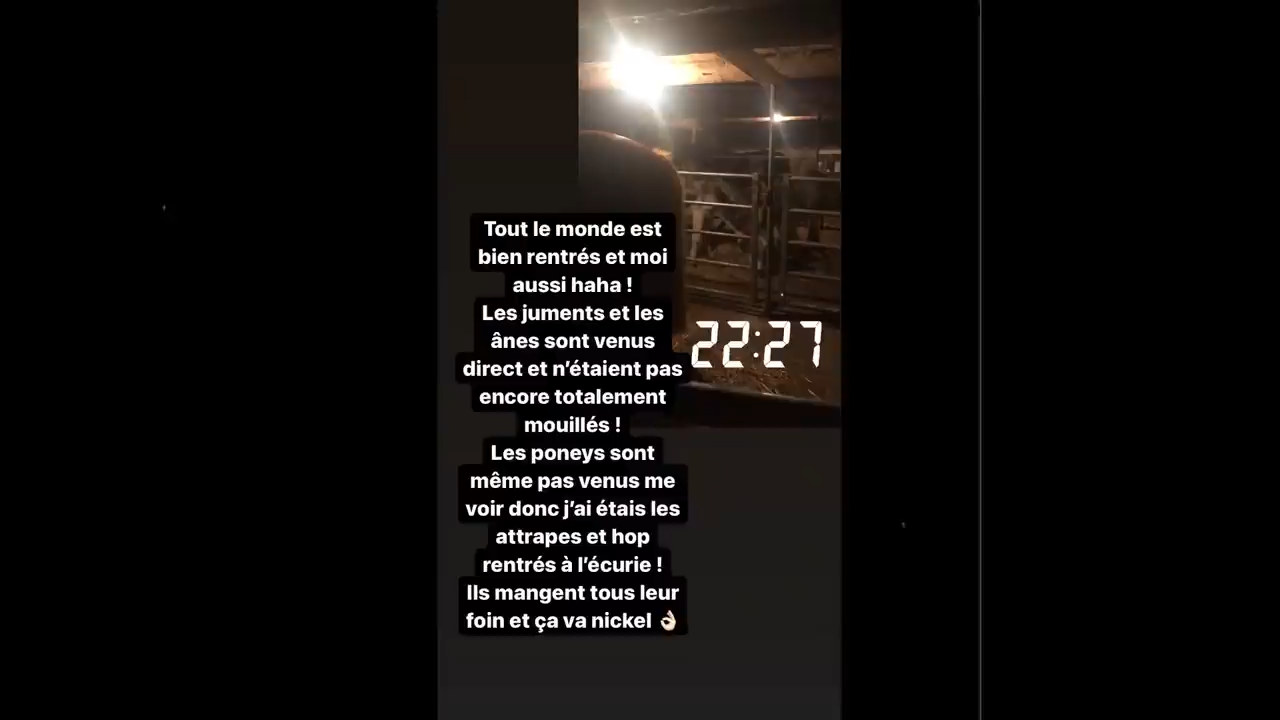 Tout le monde est
bien rentrés et moi
aussi haha !
Les juments et les
ânes sont venus
direct et n’étaient pas
encore totalement
mouillés !
Les poneys sont
même pas venus me
voir donc j’ai étais les
attrapes et hop
rentrés à l’écurie !
Ils mangent tous leur
foin et ça va nickel 👌🏻
22:27